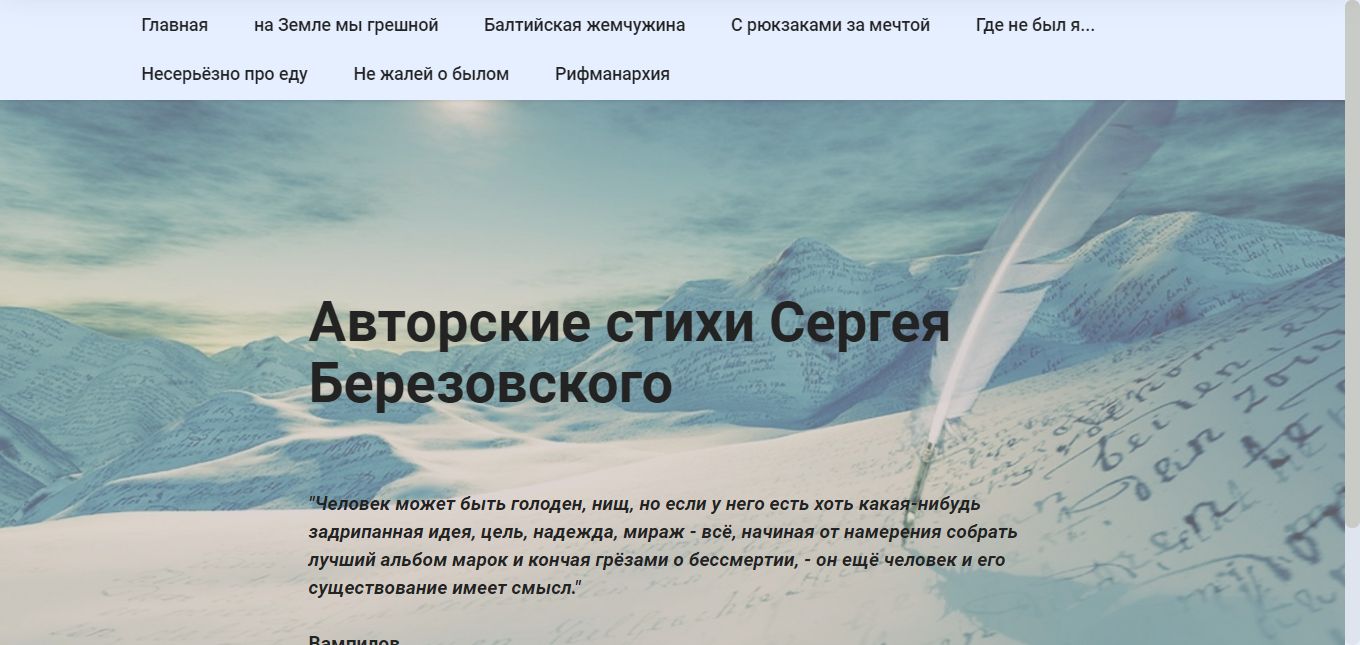 Главная на Земле мы грешной Балтийская жемчужина С рюкзаками за мечтой Где не был я...
Несерьёзно про еду Не жалей о былом Рифманархия
Авторские стихи Сергея
Березовского
"Человек может быть голоден, нищ, но если у него есть хоть какая-нибудь
задрипанная идея, цель, надежда, мираж - всё, начиная от намерения собрать
лучший альбом марок и кончая грёзами о бессмертии, - он ещё человек и его
существование имеет смысл."
Вампилов